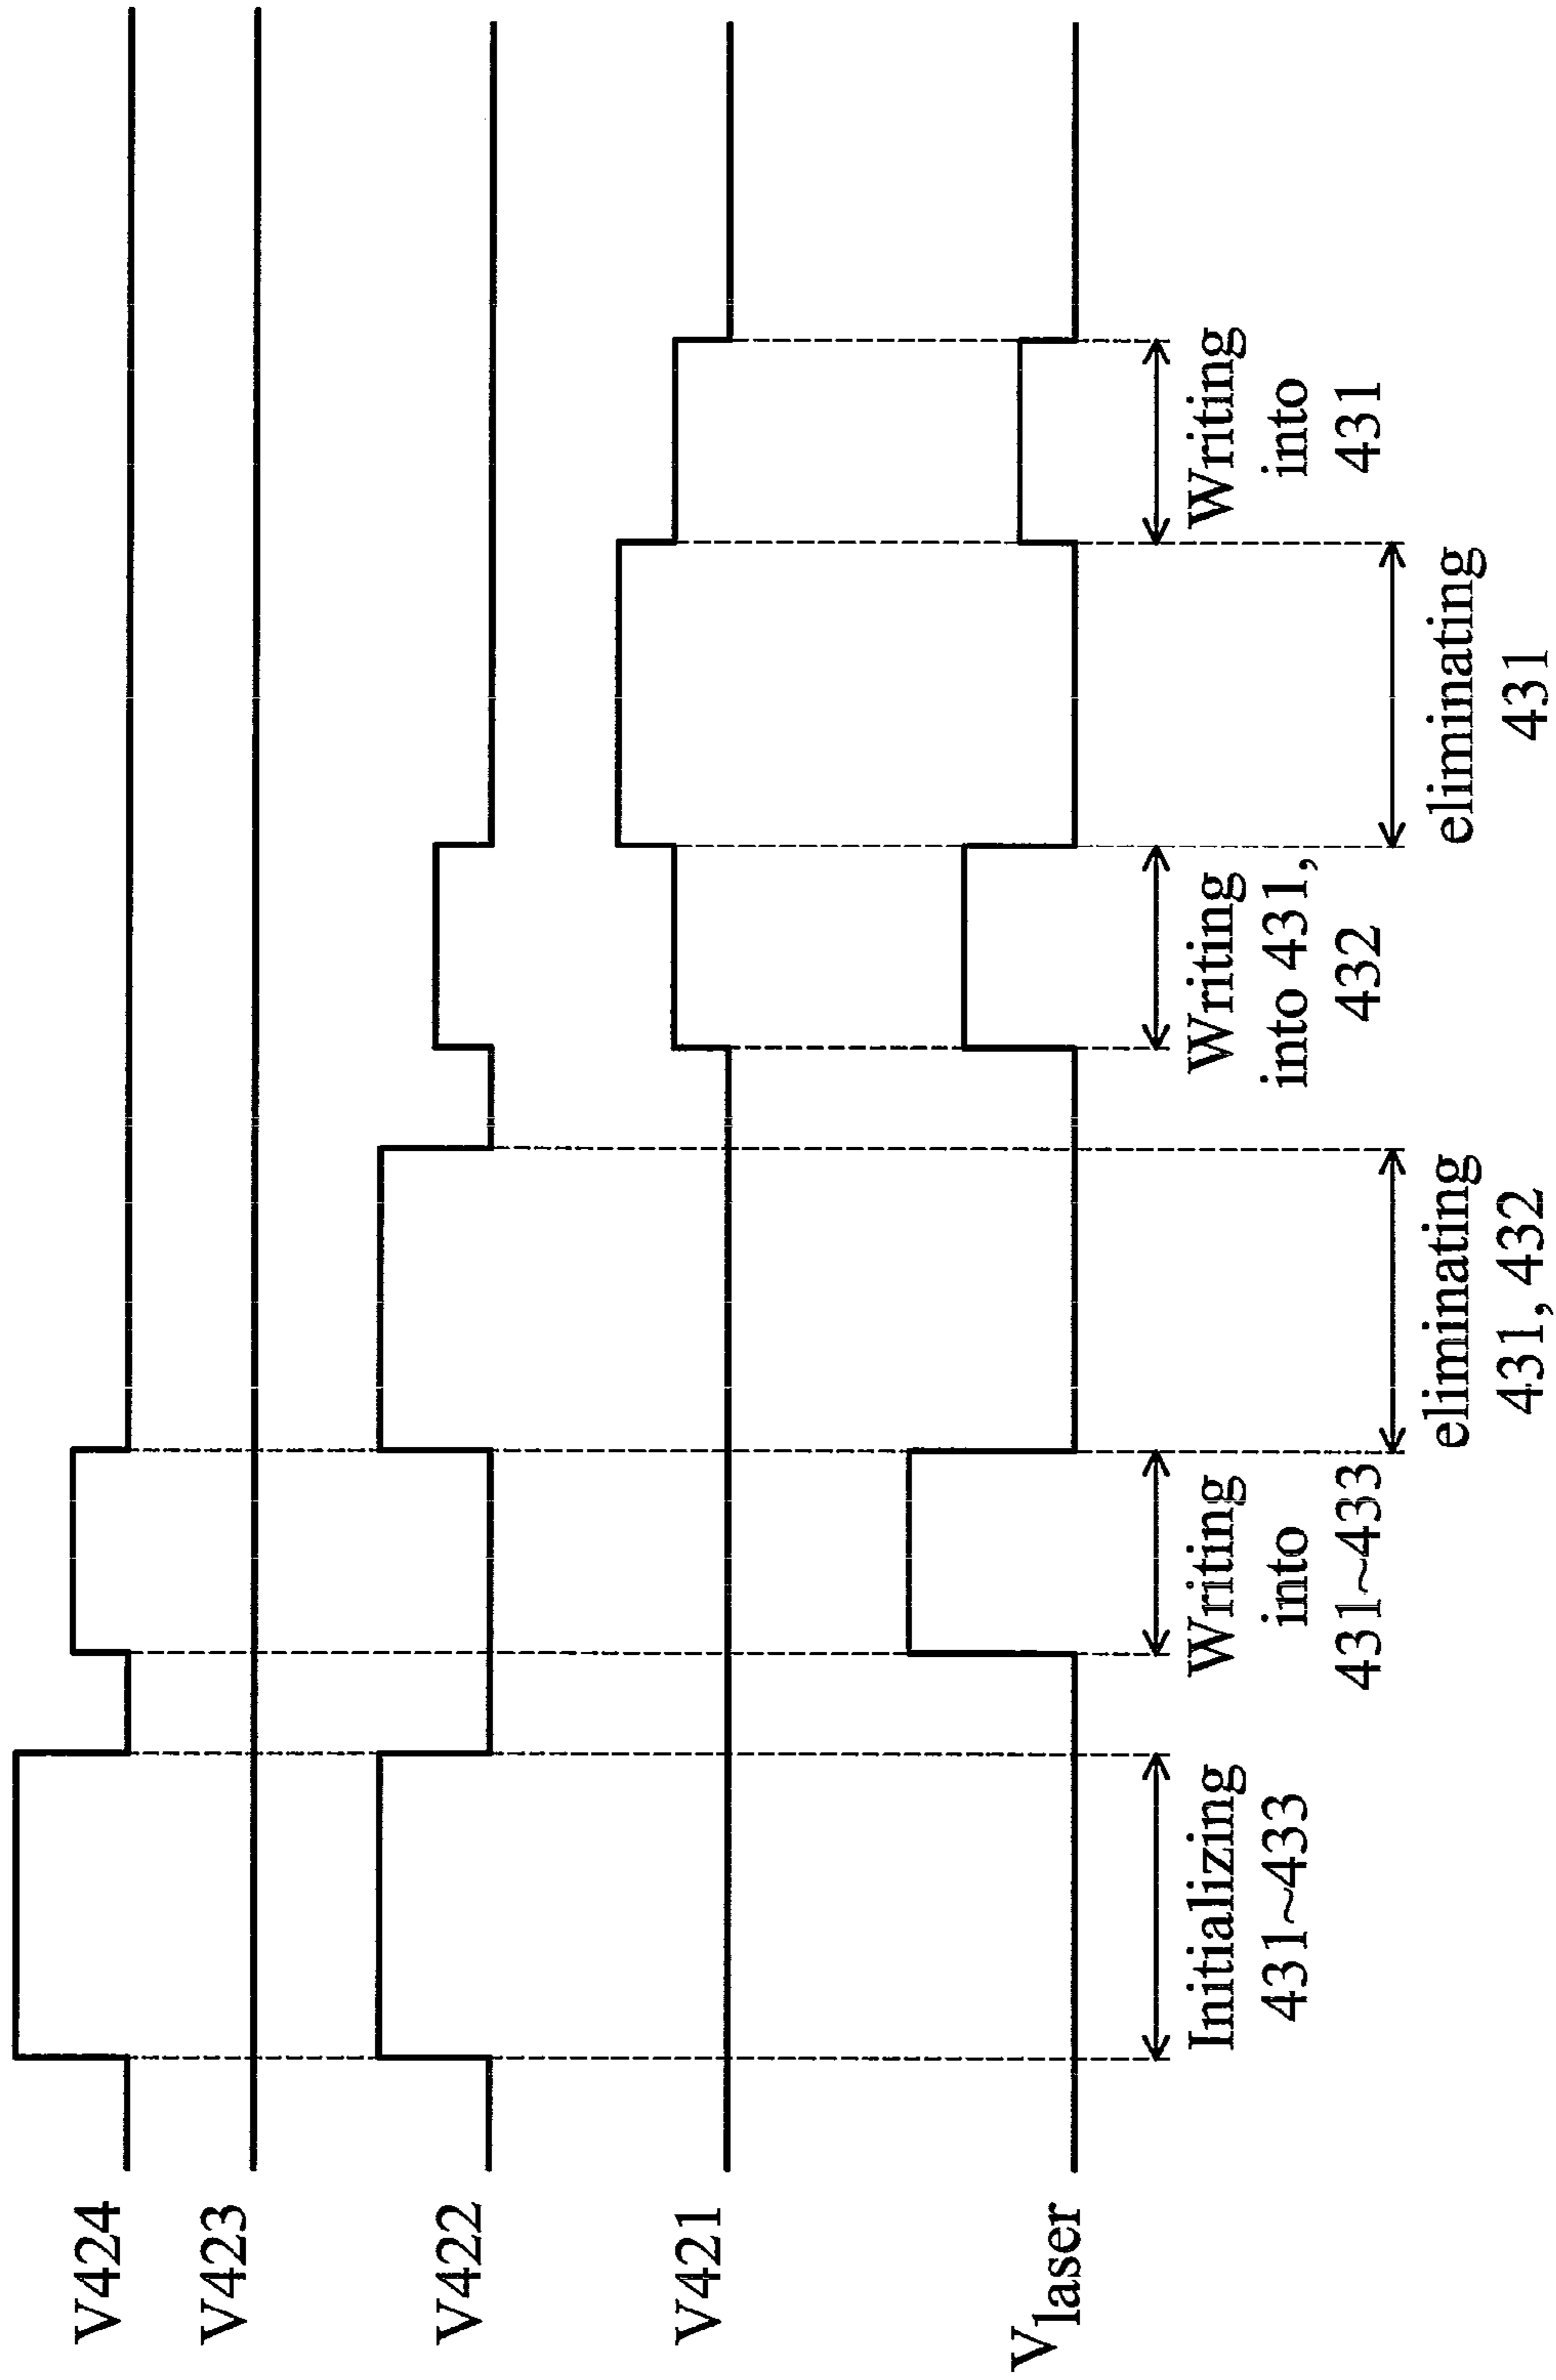 V424
V423
V422
V421
Vlaser
Initializing
431~433
Writing
into
431~433
eliminating
431, 432
Writing
into 431,
432
eliminating
431
Writing
into
431